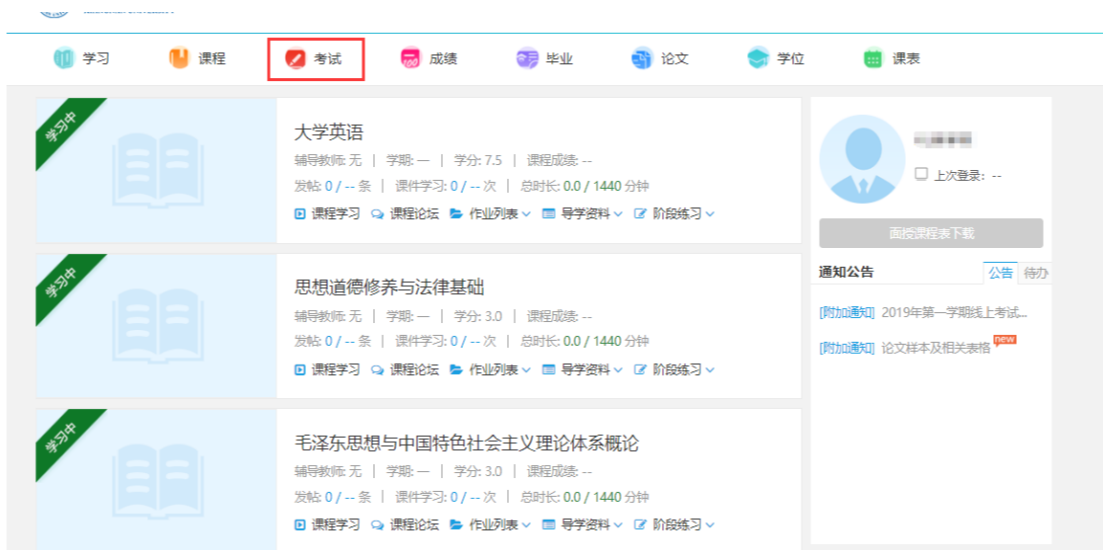 学习 课程 考试 成绩 毕业 论文 学位 课表
学习中
大学英语
辅导教师: 无 | 学期: — | 学分: 7.5 | 课程成绩: --
发帖: 0 / -- 条 | 课件学习: 0 / -- 次 | 总时长: 0.0 / 1440 分钟
课程学习 课程论坛 作业列表 导学资料 阶段练习
学习中
思想道德修养与法律基础
辅导教师: 无 | 学期: — | 学分: 3.0 | 课程成绩: --
发帖: 0 / -- 条 | 课件学习: 0 / -- 次 | 总时长: 0.0 / 1440 分钟
课程学习 课程论坛 作业列表 导学资料 阶段练习
学习中
毛泽东思想与中国特色社会主义理论体系概论
辅导教师: 无 | 学期: — | 学分: 3.0 | 课程成绩: --
发帖: 0 / -- 条 | 课件学习: 0 / -- 次 | 总时长: 0.0 / 1440 分钟
课程学习 课程论坛 作业列表 导学资料 阶段练习
上次登录: --
面授课程表下载
通知公告 公告 待办
[附加通知] 2019年第一学期线上考试...
[附加通知] 论文样本及相关表格 new